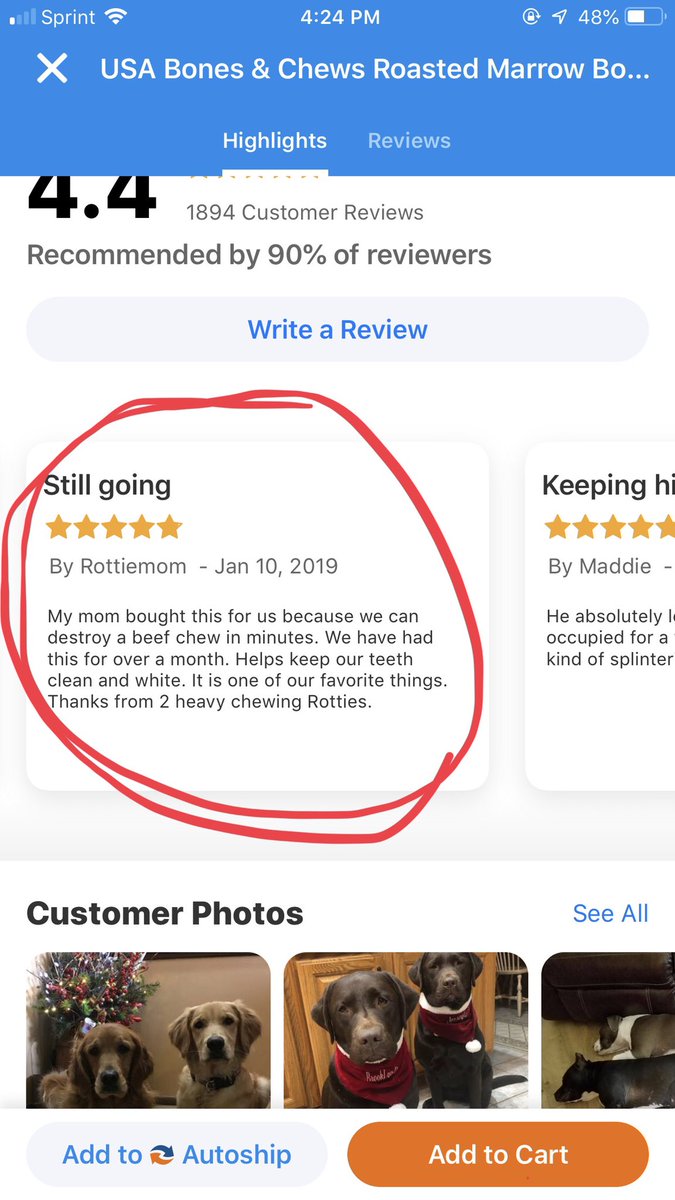 Sprint 4:24 PM 48%
USA Bones & Chews Roasted Marrow Bo...
Highlights Reviews
4.4
1894 Customer Reviews
Recommended by 90% of reviewers
Write a Review
Still going
By Rottiemom - Jan 10, 2019
My mom bought this for us because we can
destroy a beef chew in minutes. We have had
this for over a month. Helps keep our teeth
clean and white. It is one of our favorite things.
Thanks from 2 heavy chewing Rotties.
Keeping hi
By Maddie -
He absolutely l
occupied for a
kind of splinter
Customer Photos
See All
Add to Autoship
Add to Cart